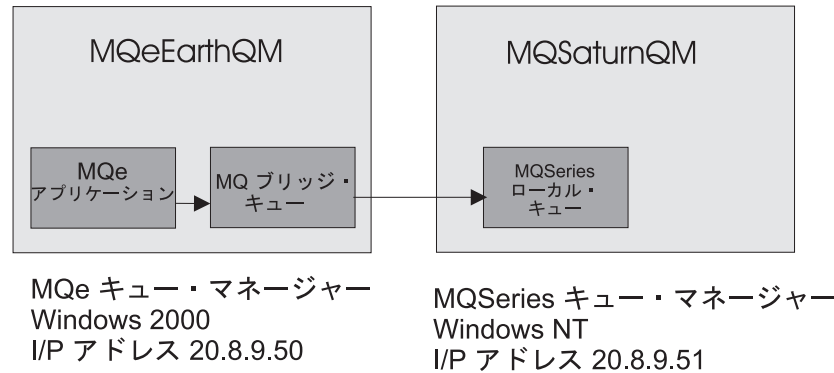 MQeEarthQM
MQe
アプリケーション
MQ ブリッジ・
キュー
MQe キュー・マネージャー
Windows 2000
I/P アドレス 20.8.9.50
MQSaturnQM
MQSeries
ローカル・
キュー
MQSeries キュー・マネージャー
Windows NT
I/P アドレス 20.8.9.51